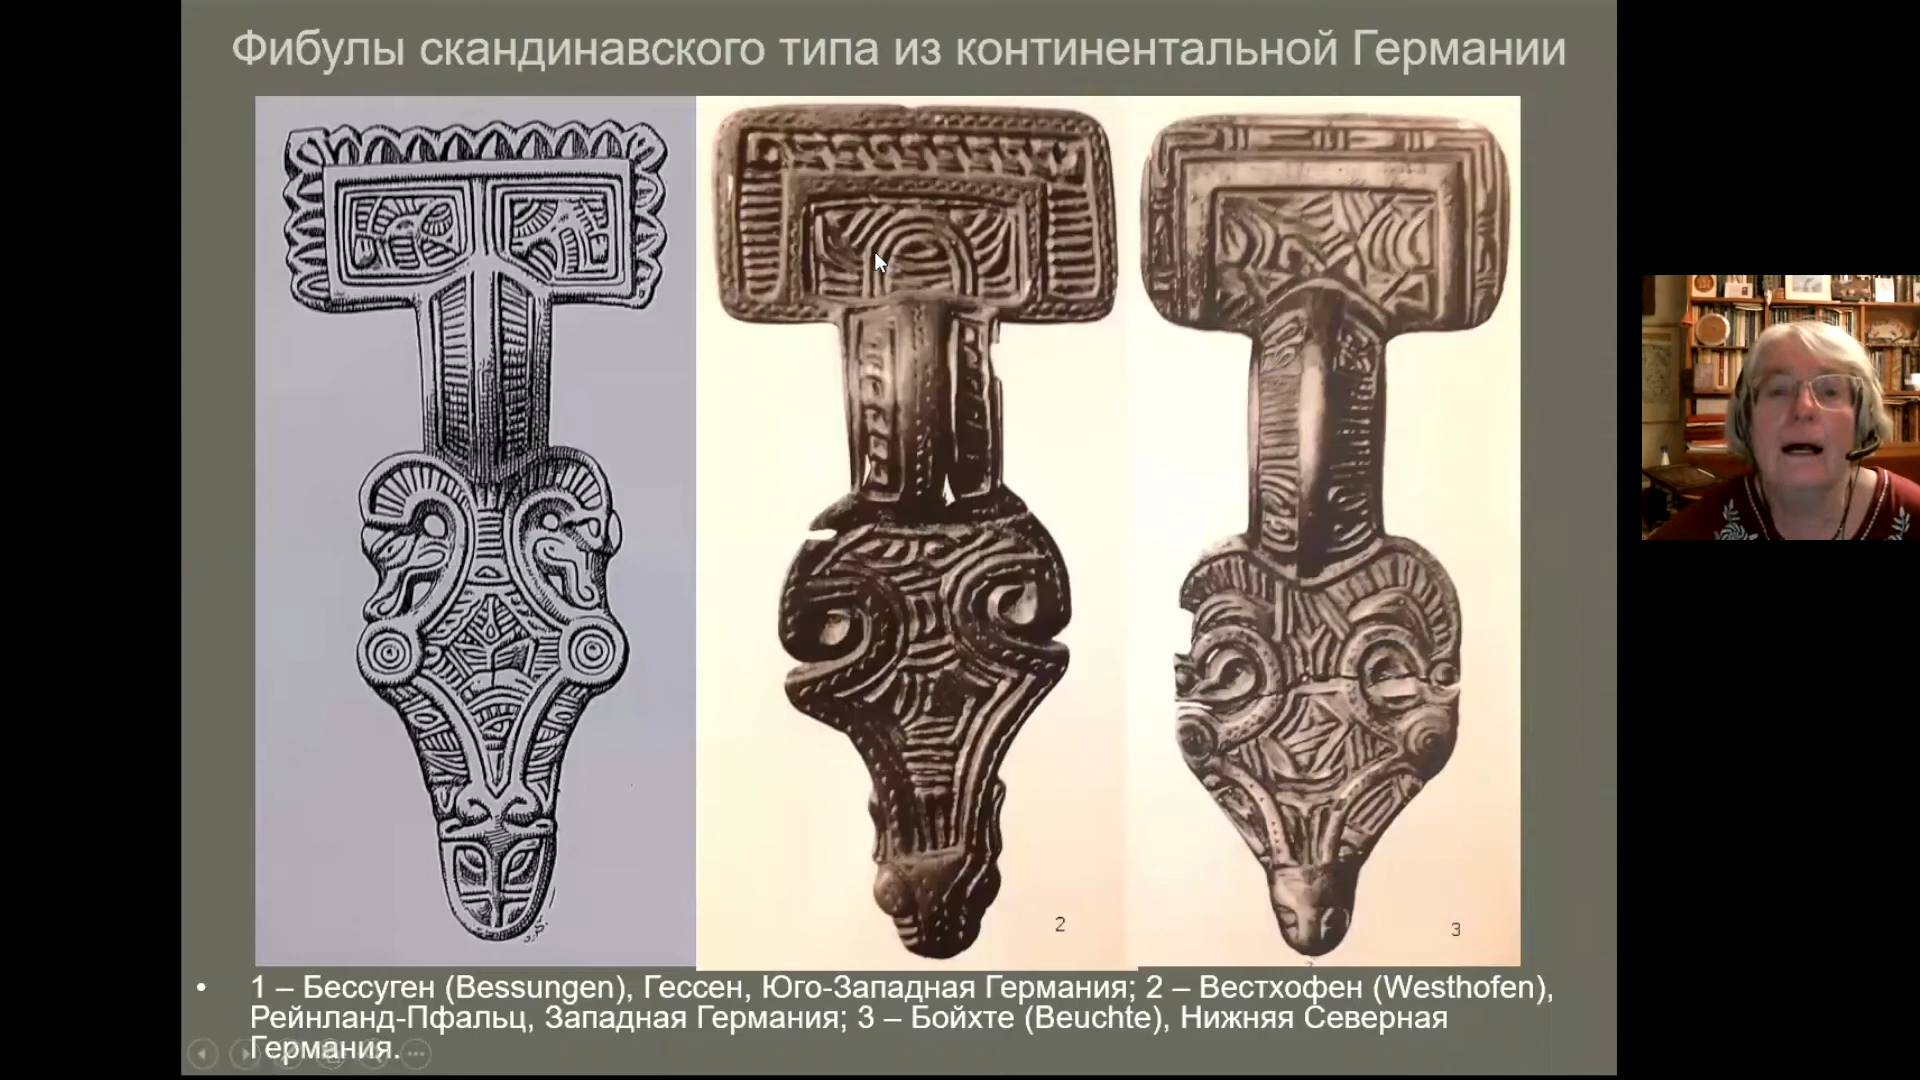 Фибулы скандинавского типа из континентальной Германии
2
3
• 1 – Бессуген (Bessungen), Гессен, Юго-Западная Германия; 2 – Вестхофен (Westhofen),
Рейнланд-Пфальц, Западная Германия; 3 – Бойхте (Beuchte), Нижняя Северная
Германия.